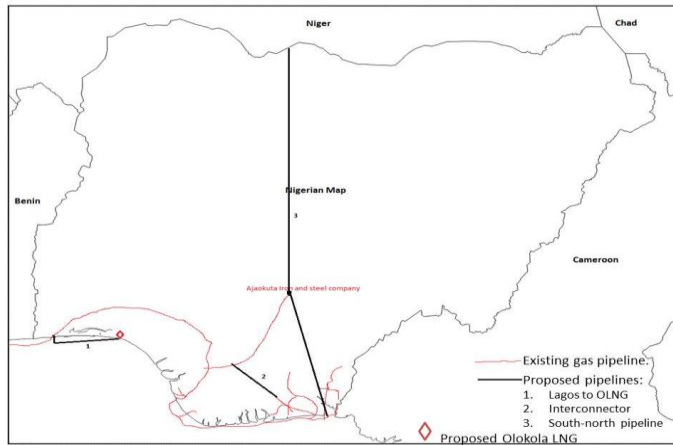 Niger
Chad
Nigerian Map
Benin
3
Cameroon
Ajaokuta Iron and steel company
1
2
Existing gas pipeline.
Proposed pipelines:
1. Lagos to OLNG
2. Interconnector
3. South-north pipeline
Proposed Olokola LNG